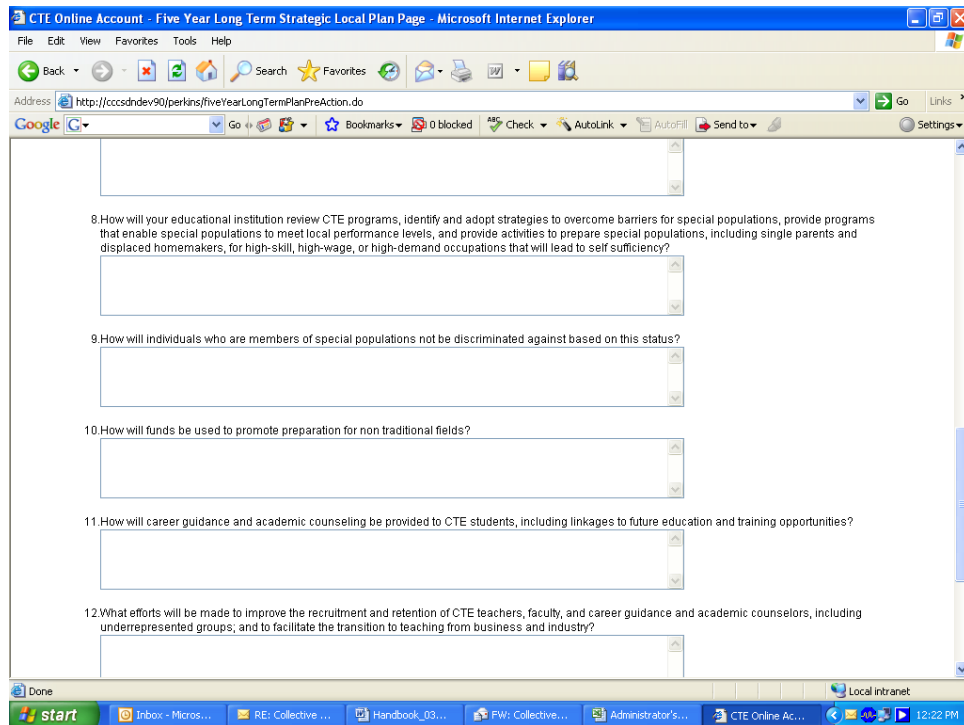 CTE Online Account - Five Year Long Term Strategic Local Plan Page - Microsoft Internet Explorer
File Edit View Favorites Tools Help
Back Search Favorites
Address http://cccsdndev90/perkins/fiveYearLongTermPlanPreAction.do Go Links
Google G Go Bookmarks 0 blocked ABC Check AutoLink AutoFill Send to Settings
8.How will your educational institution review CTE programs, identify and adopt strategies to overcome barriers for special populations, provide programs
that enable special populations to meet local performance levels, and provide activities to prepare special populations, including single parents and
displaced homemakers, for high-skill, high-wage, or high-demand occupations that will lead to self sufficiency?
9.How will individuals who are members of special populations not be discriminated against based on this status?
10.How will funds be used to promote preparation for non traditional fields?
11.How will career guidance and academic counseling be provided to CTE students, including linkages to future education and training opportunities?
12.What efforts will be made to improve the recruitment and retention of CTE teachers, faculty, and career guidance and academic counselors, including
underrepresented groups; and to facilitate the transition to teaching from business and industry?
Done Local intranet
start Inbox - Micros... RE: Collective ... Handbook_03... FW: Collective... Administrator's... CTE Online Ac... 12:22 PM